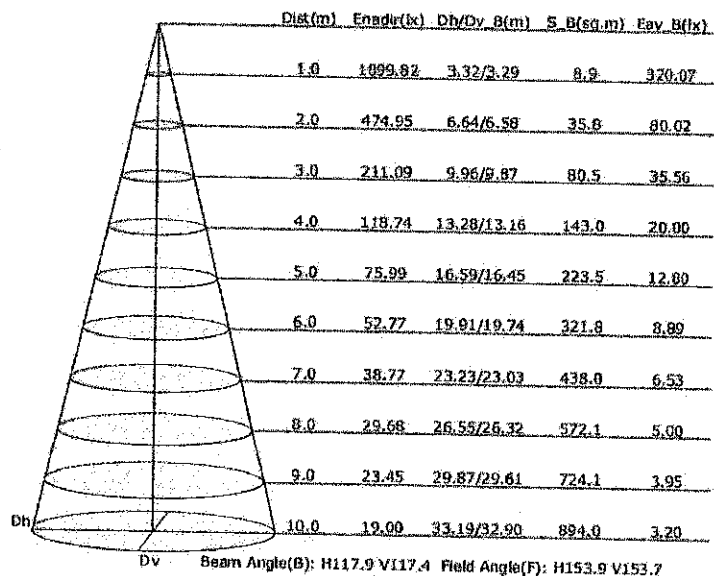 Dist(m) Enadir(lx) Dh/Dv_B(m) S_B(sq.m) Eav_B(lx)
1.0 1899.82 3.32/3.29 8.9 320.07
2.0 474.95 6.64/6.58 35.8 80.02
3.0 211.09 9.96/9.87 80.5 35.56
4.0 118.74 13.28/13.16 143.0 20.00
5.0 75.99 16.59/16.45 223.5 12.80
6.0 52.77 19.91/19.74 321.8 8.89
7.0 38.77 23.23/23.03 438.0 6.53
8.0 29.68 26.55/26.32 572.1 5.00
9.0 23.45 29.87/29.61 724.1 3.95
Dh 10.0 19.00 33.19/32.90 894.0 3.20
Dv Beam Angle(B): H117.9 V117.4 Field Angle(F): H153.9 V153.7